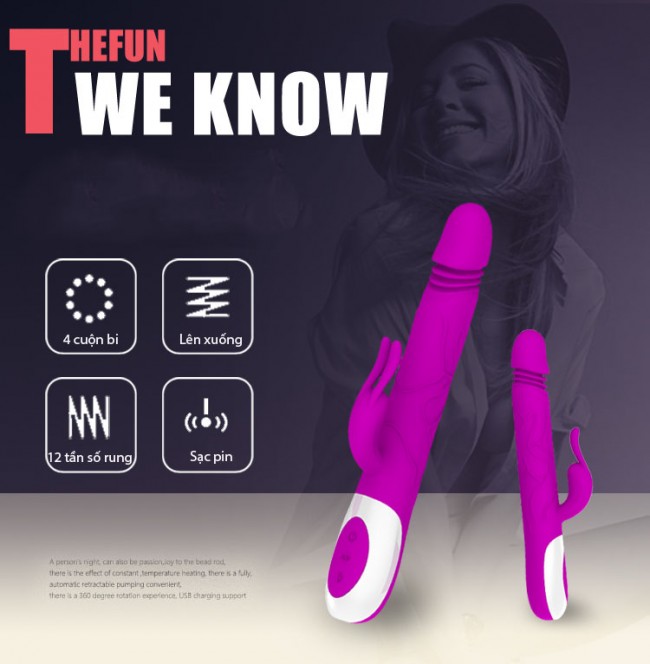 THEFUN
WE KNOW
4 cuộn bi
Lên xuống
12 tần số rung
Sạc pin
A person's night, can also be passion,joy to the bead rod,
there is the effect of constant ,temperature heating, there is a fully,
automatic retractable pumping convenient,
there is a 360 degree rotation experience, USB charging support